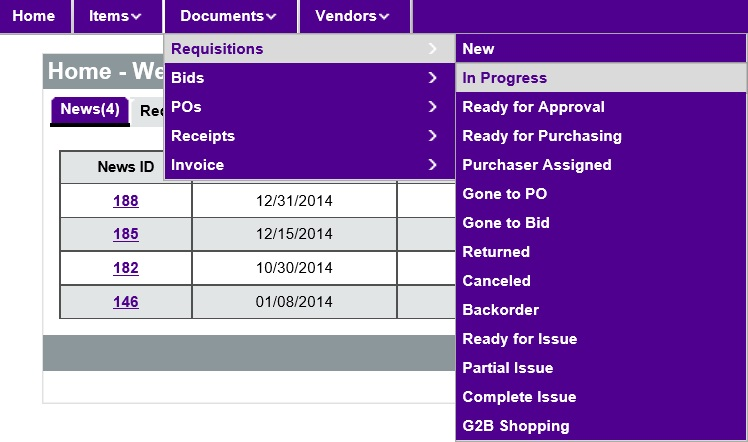 Home Items Documents Vendors
Requisitions
Bids
POs
Receipts
Invoice
New
In Progress
Ready for Approval
Ready for Purchasing
Purchaser Assigned
Gone to PO
Gone to Bid
Returned
Canceled
Backorder
Ready for Issue
Partial Issue
Complete Issue
G2B Shopping
Home - We
News(4) Rec
News ID
188 12/31/2014
185 12/15/2014
182 10/30/2014
146 01/08/2014